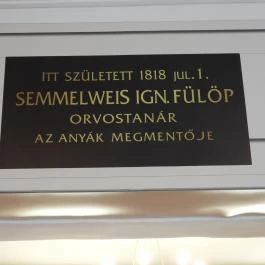 ITT SZÜLETETT 1818 JUL. 1.
SEMMELWEIS IGN. FÜLÖP
ORVOSTANÁR
AZ ANYÁK MEGMENTŐJE